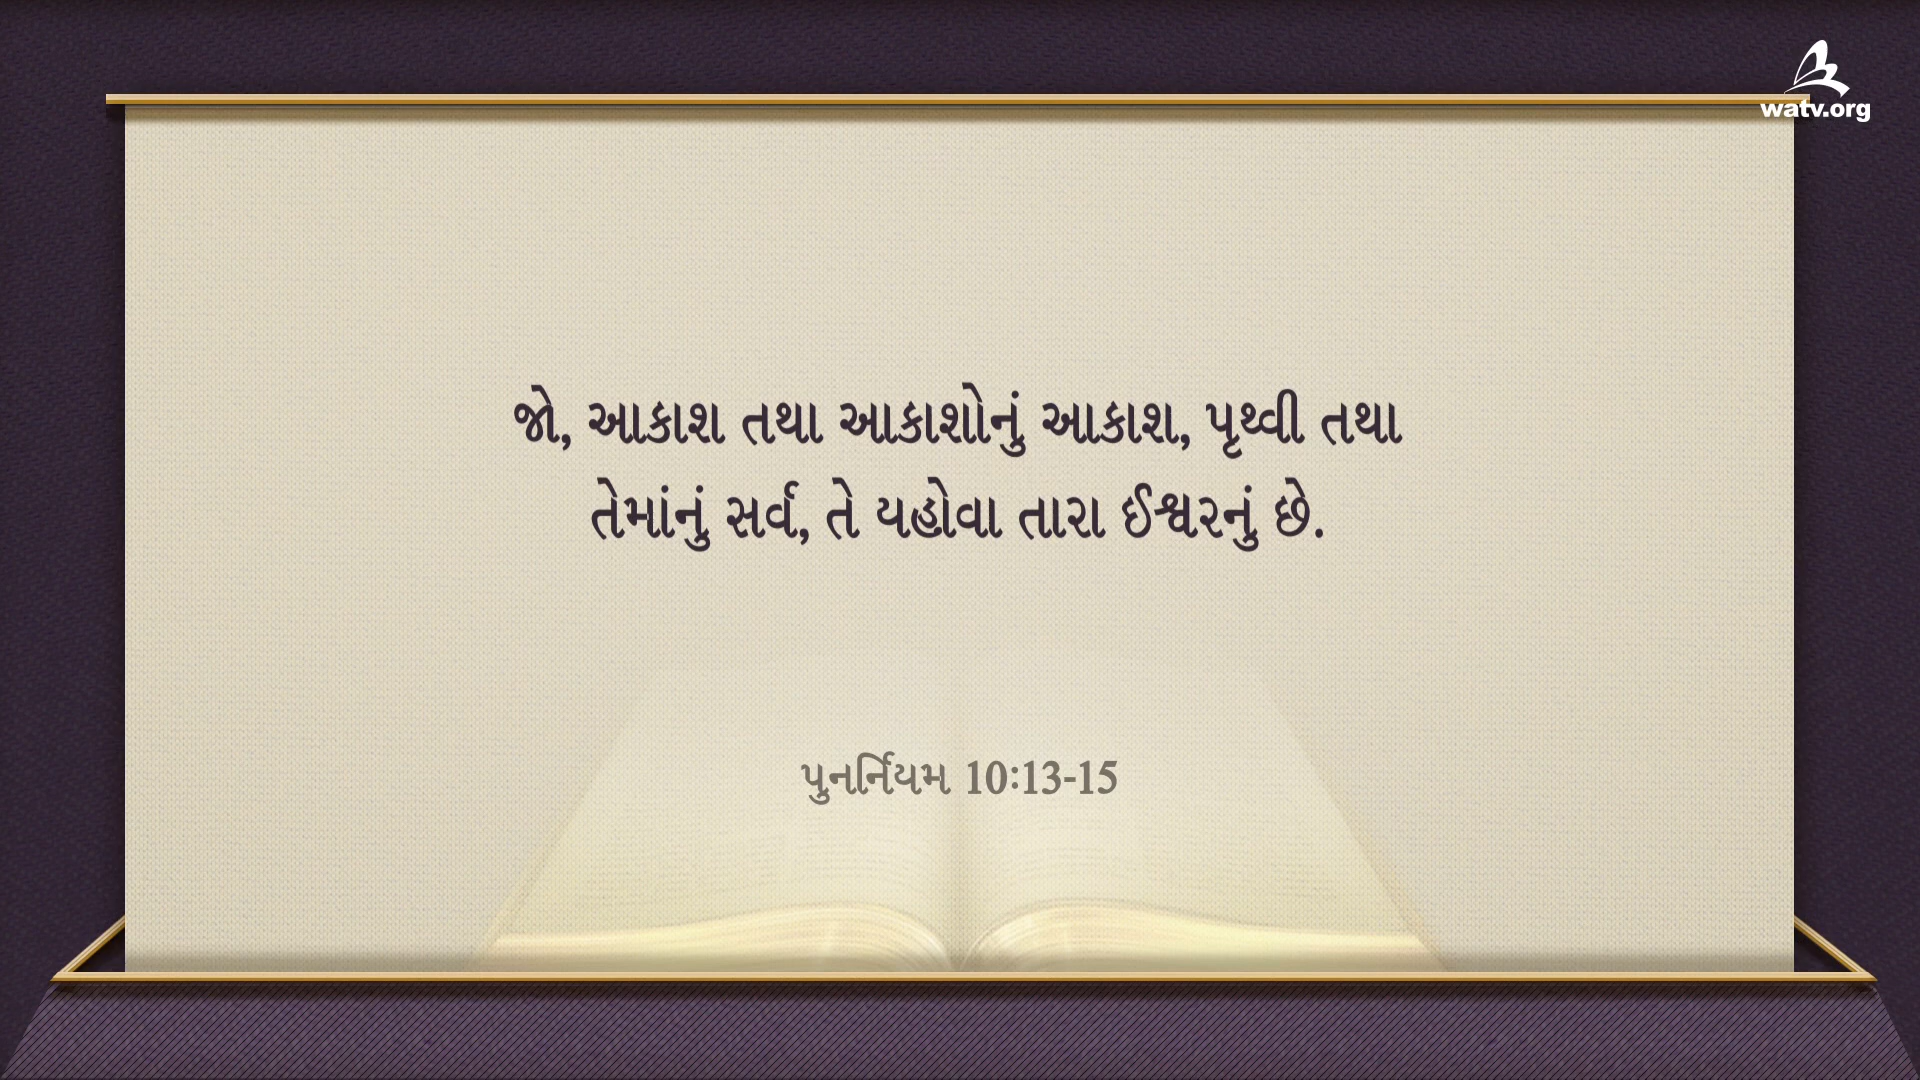 watv.org
જો, આકાશ તથા આકાશોનું આકાશ, પૃથ્વી તથા
તેમાંનું સર્વ, તે યહોવા તારા ઈશ્વરનું છે.
પુનર્નિયમ 10:13-15